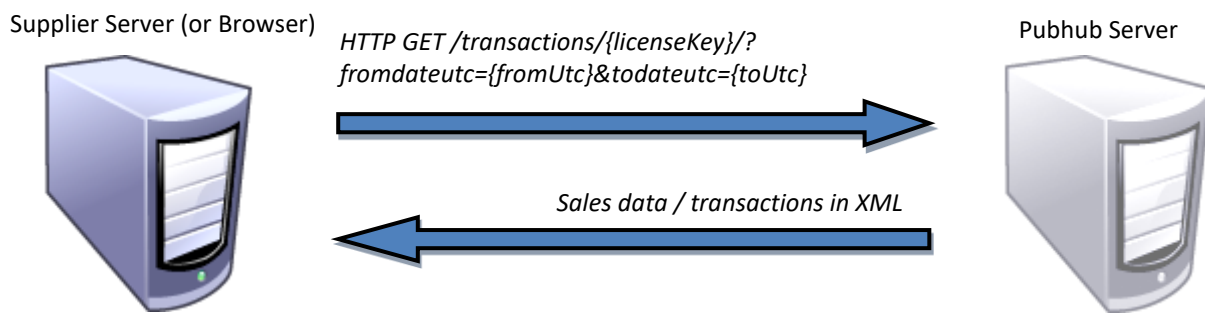 Supplier Server (or Browser)
HTTP GET /transactions/{licenseKey}/?
fromdateutc={fromUtc}&todateutc={toUtc}
Pubhub Server
Sales data / transactions in XML